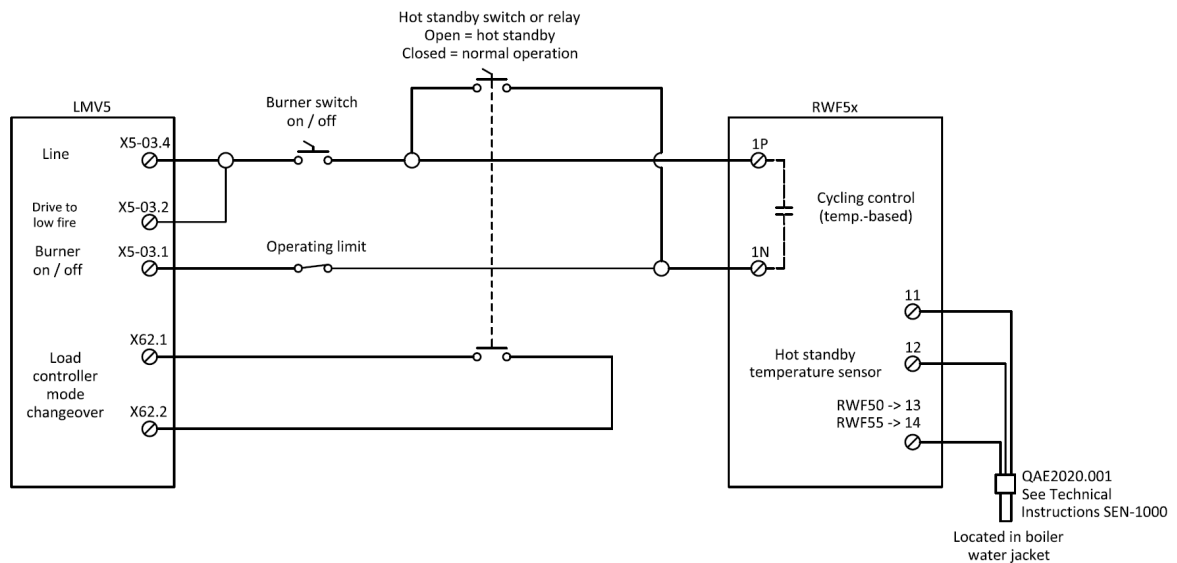 Hot standby switch or relay
Open = hot standby
Closed = normal operation
LMV5
Burner switch
on / off
RWF5x
Line
X5-03.4
1P
Drive to
low fire
X5-03.2
Cycling control
(temp.-based)
Burner
on / off
X5-03.1
Operating limit
1N
11
X62.1
Load
controller
mode
changeover
12
Hot standby
temperature sensor
X62.2
RWF50 -> 13
RWF55 -> 14
QAE2020.001
See Technical
Instructions SEN-1000
Located in boiler
water jacket